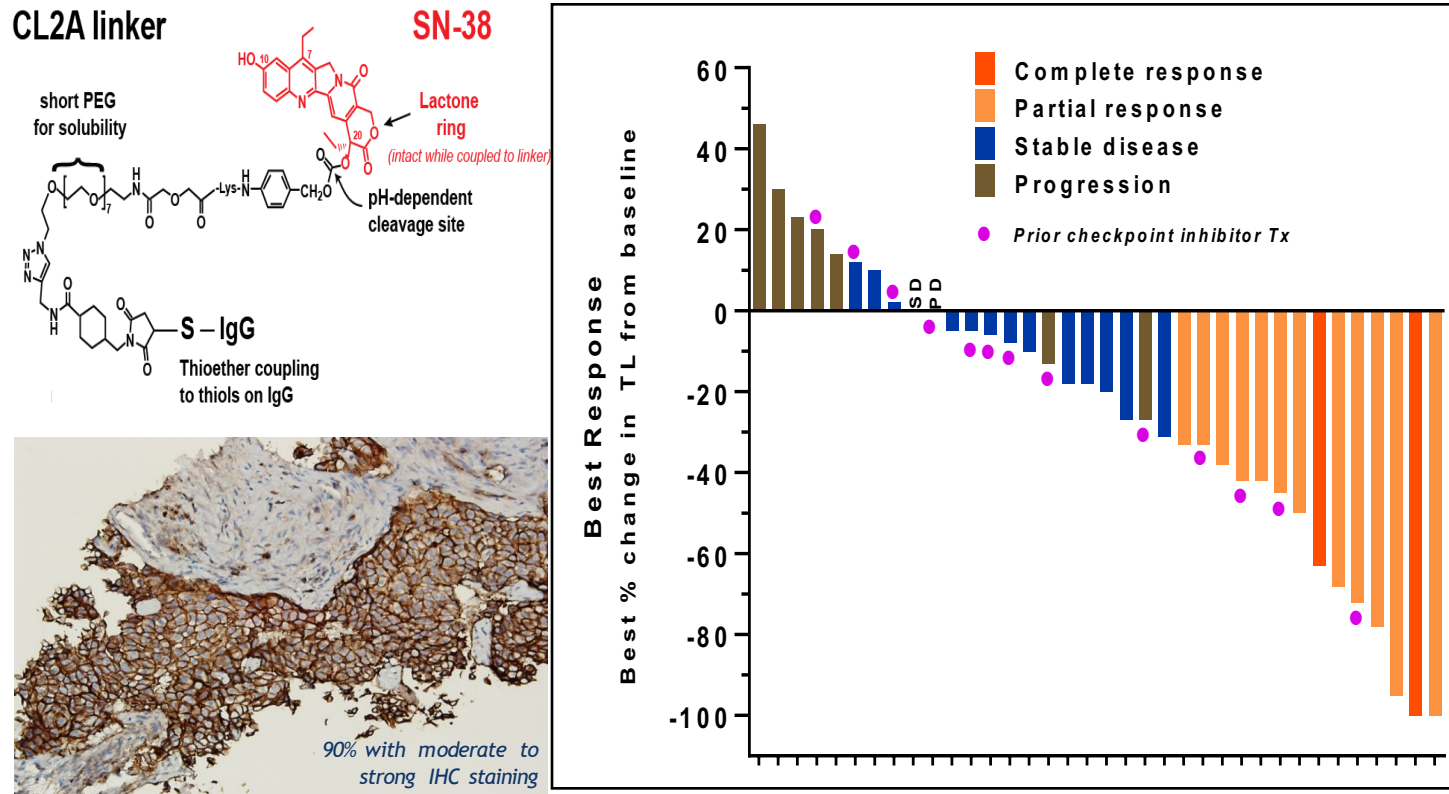 CL2A linker
SN-38
short PEG
for solubility
HO
10
7
N
N
O
O
O
20
Lactone
ring
(intact while coupled to linker)
O
O
O
7
H
N
O
O
O
-Lys-
H
N
CH2O
O
O
pH-dependent
cleavage site
N
N
N
O
N
H
O
N
O
S – IgG
Thioether coupling
to thiols on IgG
90% with moderate to
strong IHC staining
Best Response
Best % change in TL from baseline
60
40
20
0
-20
-40
-60
-80
-100
SD
PD
Complete response
Partial response
Stable disease
Progression
Prior checkpoint inhibitor Tx